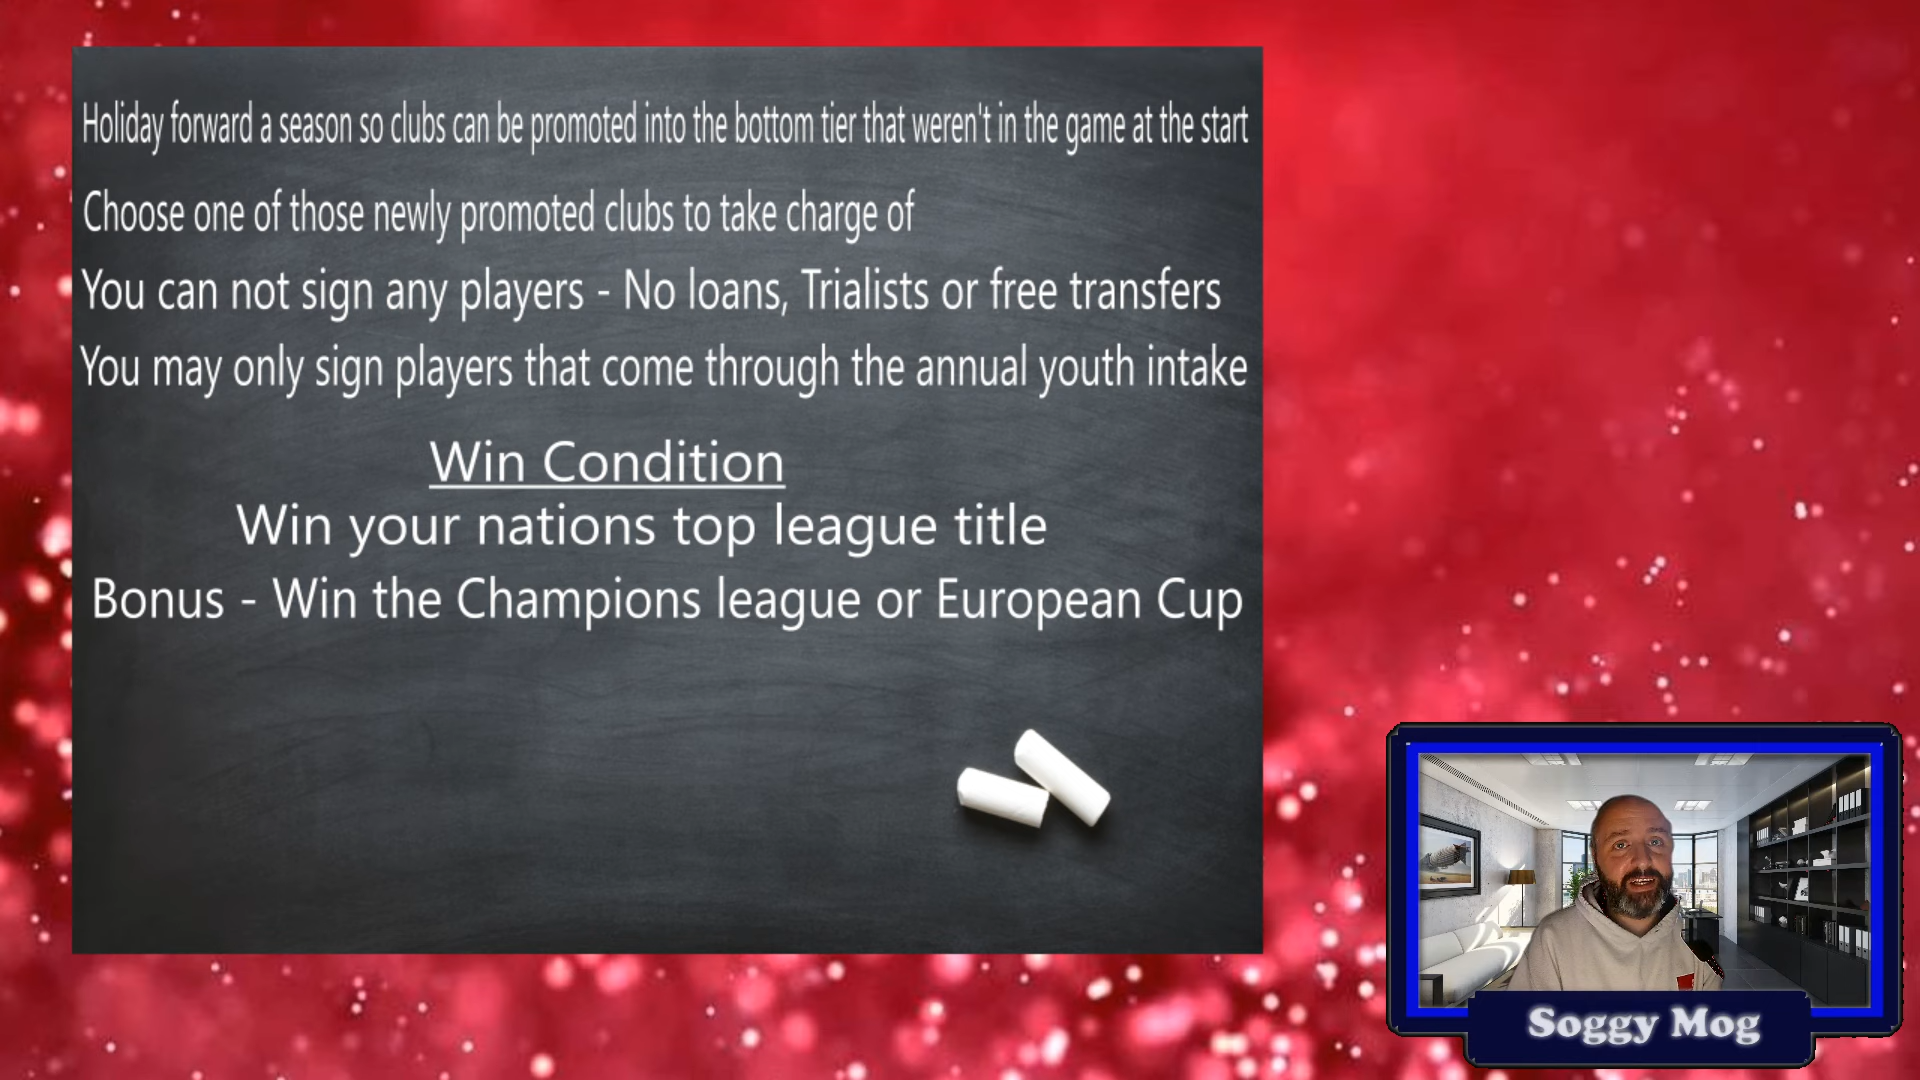 Holiday forward a season so clubs can be promoted into the bottom tier that weren't in the game at the start
Choose one of those newly promoted clubs to take charge of
You can not sign any players - No loans, Trialists or free transfers
You may only sign players that come through the annual youth intake
Win Condition
Win your nations top league title
Bonus - Win the Champions league or European Cup
Soggy Mog